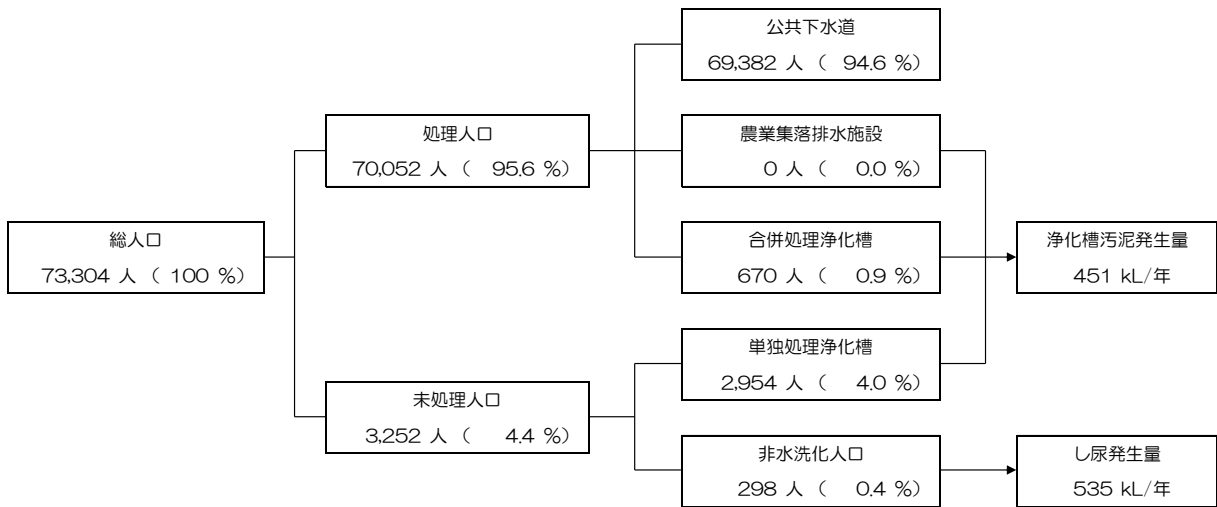 公共下水道
69,382 人 ( 94.6 %)
処理人口
70,052 人 ( 95.6 %)
農業集落排水施設
0 人 ( 0.0 %)
総人口
73,304 人 ( 100 %)
合併処理浄化槽
670 人 ( 0.9 %)
浄化槽汚泥発生量
451 kL/年
単独処理浄化槽
2,954 人 ( 4.0 %)
未処理人口
3,252 人 ( 4.4 %)
非水洗化人口
298 人 ( 0.4 %)
し尿発生量
535 kL/年